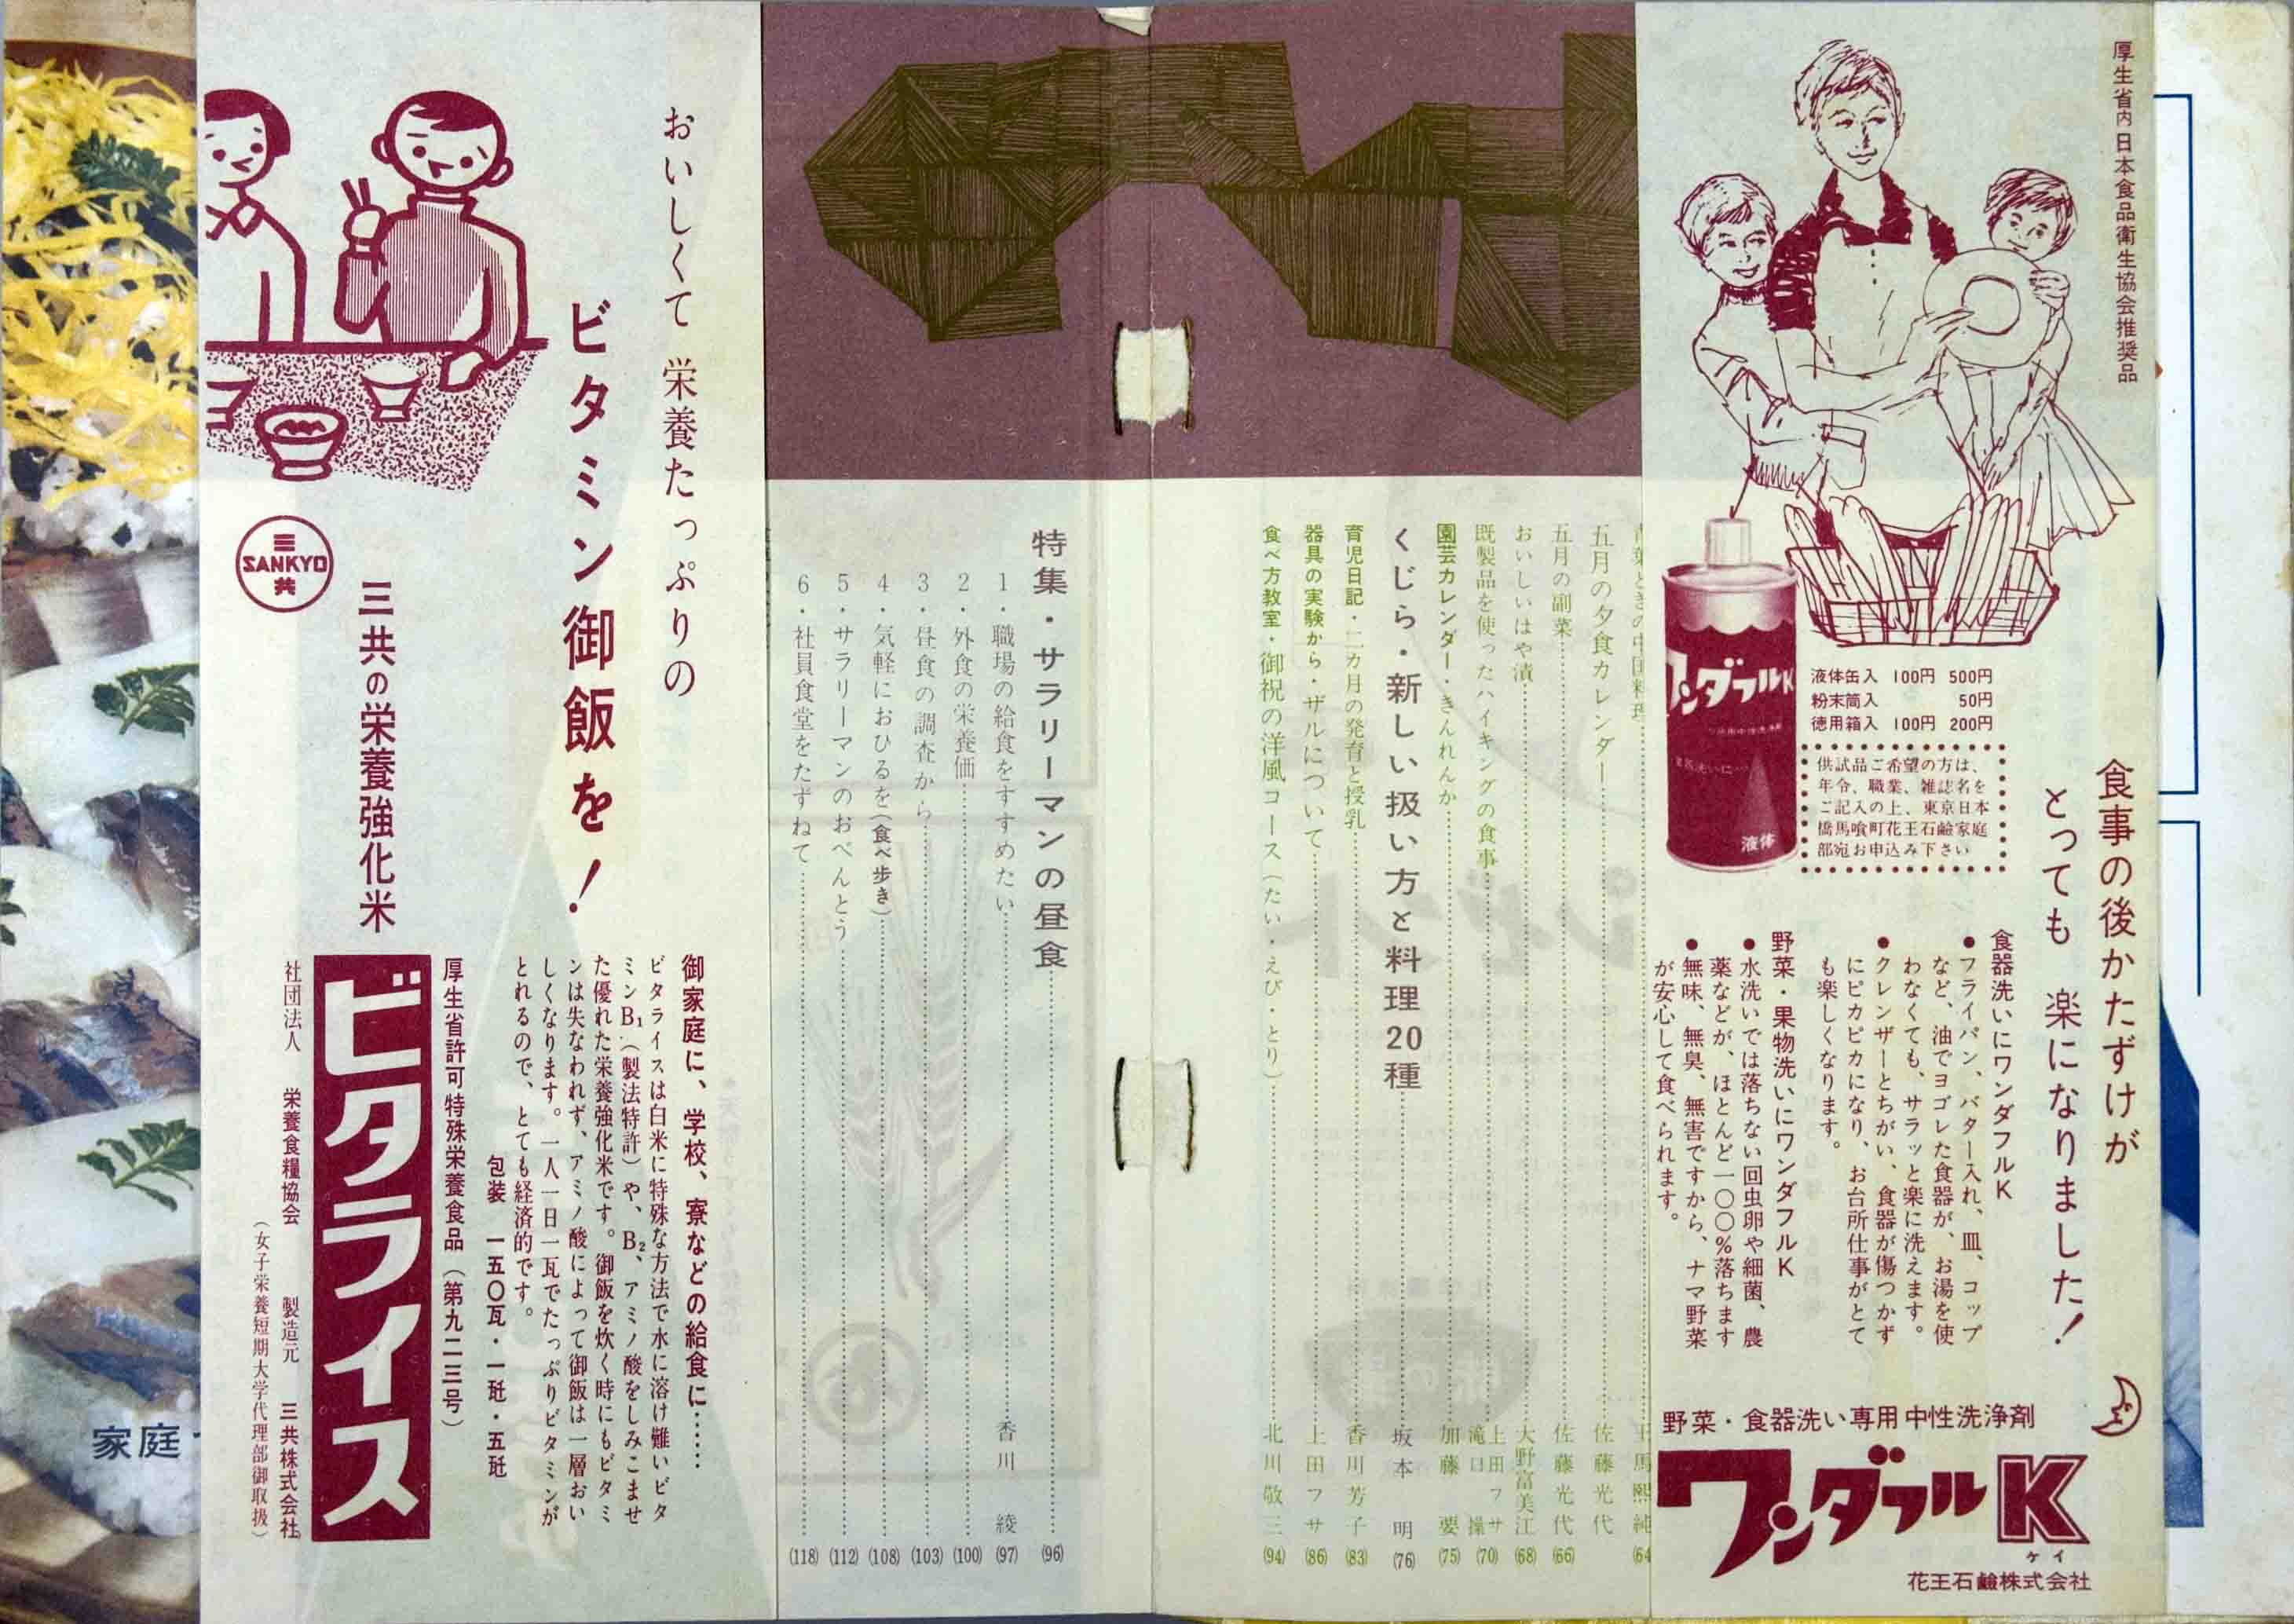 厚生省内 日本食品衛生協会推奨品
食事の後かたずけが
とっても 楽になりました!
液体缶入 100円 500円
粉末筒入 50円
徳用箱入 100円 200円
供試品ご希望の方は、
年令、職業、雑誌名を
ご記入の上、東京日本
橋馬喰町花王石鹼家庭
部宛お申込み下さい
ワンダフルK
液体
食器洗いにワンダフルK
●フライパン、バター入れ、皿、コップ
など、油でヨゴレた食器が、お湯を使
わなくても、サラッと楽に洗えます。
●クレンザーとちがい、食器が傷つかず
にピカピカになり、お台所仕事がとて
も楽しくなります。
野菜・果物洗いにワンダフルK
●水洗いでは落ちない回虫卵や細菌、農
薬などが、ほとんど一〇〇%落ちます
●無味、無臭、無害ですから、ナマ野菜
が安心して食べられます。
野菜・食器洗い専用中性洗浄剤
ワンダフルK
ケイ
花王石鹼株式会社
の中国料理 馬熙純 (64
五月の夕食カレンダー 佐藤光代
五月の副菜 佐藤光代 (66)
おいしいはや漬 大野富美江 (68)
既製品を使ったハイキングの食事 上田フサ 滝口操 (70)
園芸カレンダー・きんれんか 加藤要 (75)
くじら・新しい扱い方と料理20種 坂本明 (76)
育児日記・二カ月の発育と授乳 香川芳子 (83)
器具の実験から・ザルについて 上田フサ (86)
食べ方教室・御祝の洋風コース(たい・えび・とり) 北川敬三 (94)
特集・サラリーマンの昼食 (96)
1・職場の給食をすすめたい 香川綾 (97)
2・外食の栄養価 (100)
3・昼食の調査から (103)
4・気軽におひるを(食べ歩き) (108)
5・サラリーマンのおべんとう (112)
6・社員食堂をたずねて (118)
おいしくて 栄養たっぷりの
ビタミン御飯を!
御家庭に、学校、寮などの給食に……
ビタライスは白米に特殊な方法で水に溶け難いビタ
ミンB₁(製法特許)や、B₂、アミノ酸をしみこませ
た優れた栄養強化米です。御飯を炊く時にもビタミ
ンは失なわれず、アミノ酸によって御飯は一層おい
しくなります。一人一日一瓦でたっぷりビタミンが
とれるので、とても経済的です。
包装 一五〇瓦・一瓩・五瓩
厚生省許可特殊栄養食品(第九二三号)
三共の栄養強化米
ビタライス
三
SANKYO
共
社団法人 栄養食糧協会 製造元 三共株式会社
(女子栄養短期大学代理部御取扱)
家庭